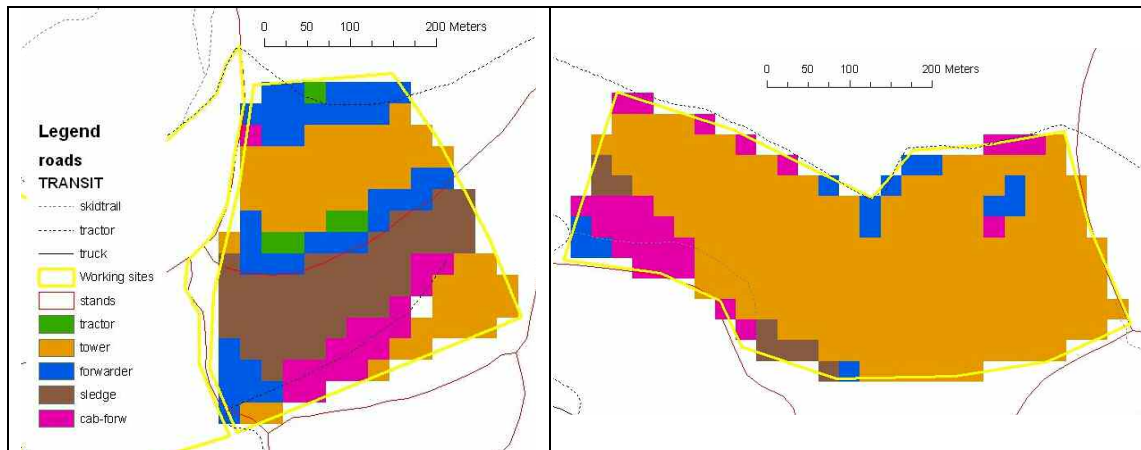 0 50 100 200 Meters
Legend
roads
TRANSIT
skidtrail
tractor
truck
Working sites
stands
tractor
tower
forwarder
sledge
cab-forw
0 50 100 200 Meters